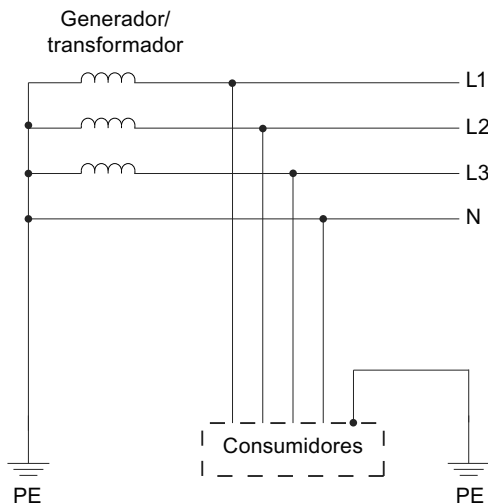 Generador/
transformador
L1
L2
L3
N
Consumidores
PE
PE